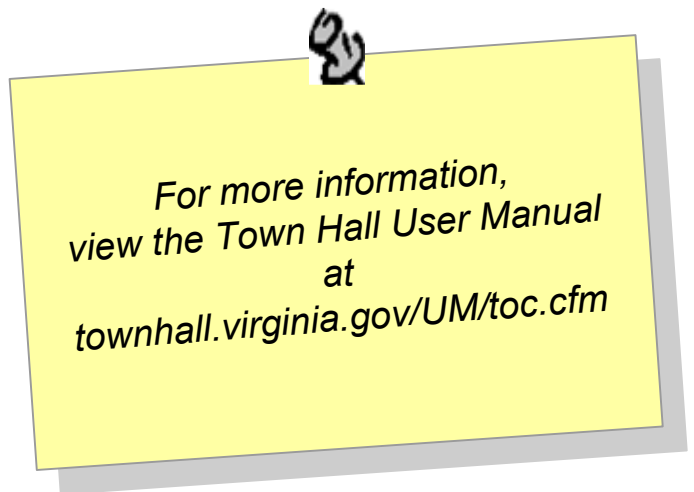 For more information,
view the Town Hall User Manual
at
townhall.virginia.gov/UM/toc.cfm